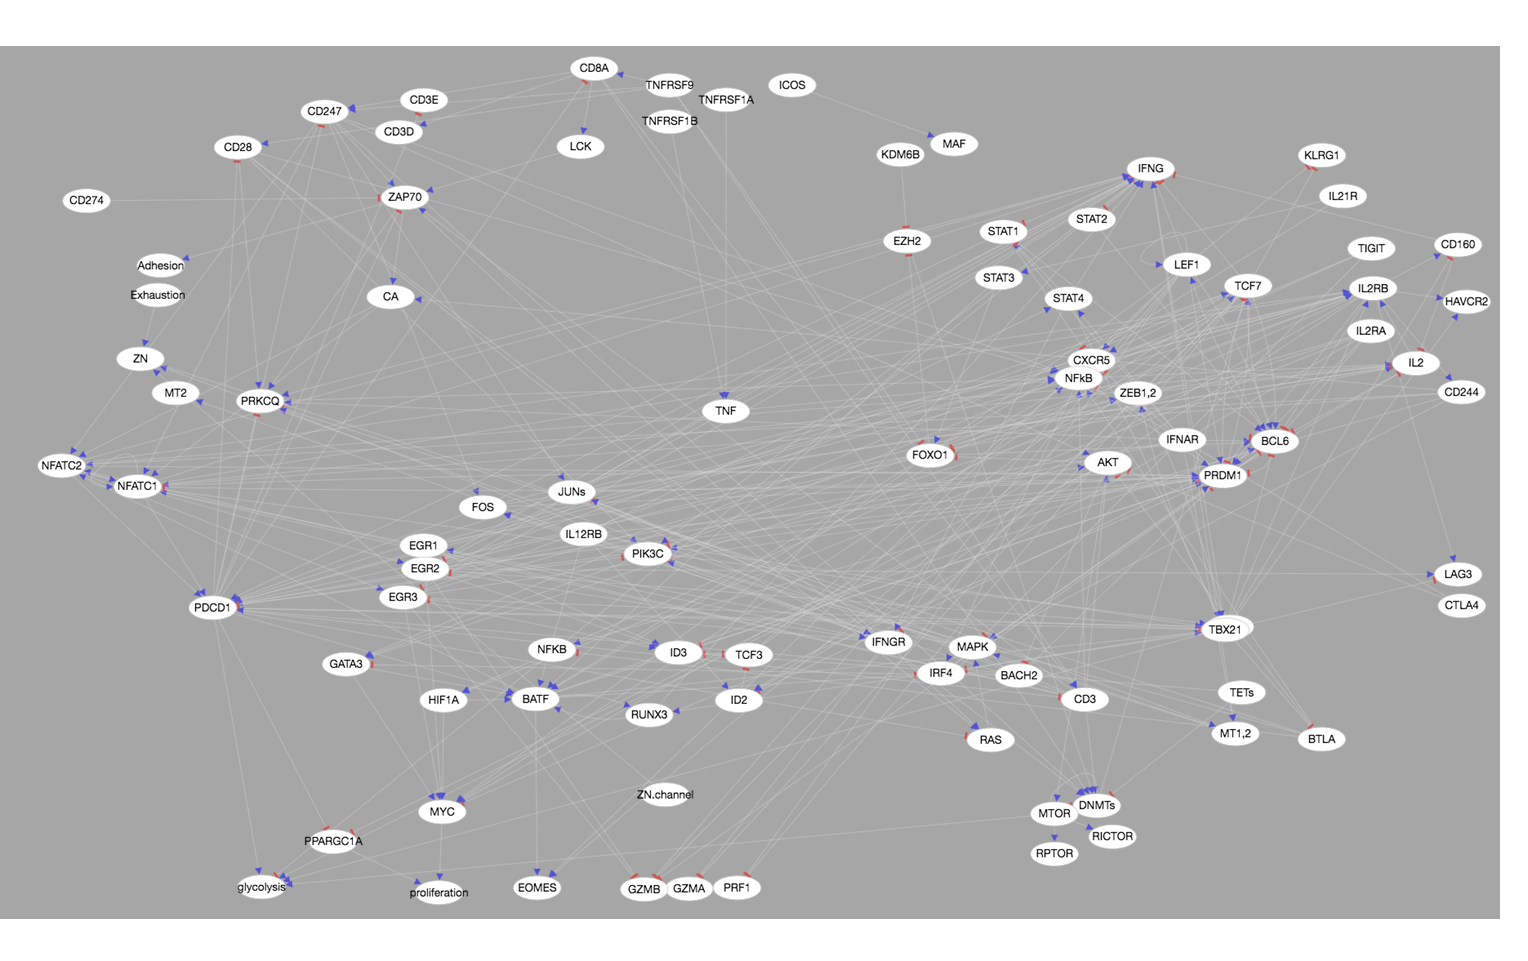 CD8A
TNFRSF9
ICOS
CD3E
TNFRSF1A
CD247
TNFRSF1B
CD3D
MAF
CD28
LCK
KDM6B
KLRG1
IFNG
CD274
ZAP70
IL21R
STAT2
STAT1
EZH2
CD160
TIGIT
Adhesion
LEF1
STAT3
TCF7
IL2RB
Exhaustion
CA
STAT4
HAVCR2
IL2RA
ZN
CXCR5
IL2
NFkB
MT2
ZEB1,2
CD244
PRKCQ
TNF
IFNAR
BCL6
FOXO1
NFATC2
AKT
PRDM1
NFATC1
JUNs
FOS
IL12RB
EGR1
PIK3C
EGR2
LAG3
EGR3
CTLA4
PDCD1
TBX21
IFNGR
MAPK
NFKB
ID3
TCF3
GATA3
IRF4
BACH2
TETs
HIF1A
BATF
ID2
CD3
RUNX3
MT1,2
RAS
BTLA
ZN.channel
DNMTs
MYC
MTOR
RICTOR
PPARGC1A
RPTOR
glycolysis
proliferation
EOMES
GZMB
GZMA
PRF1